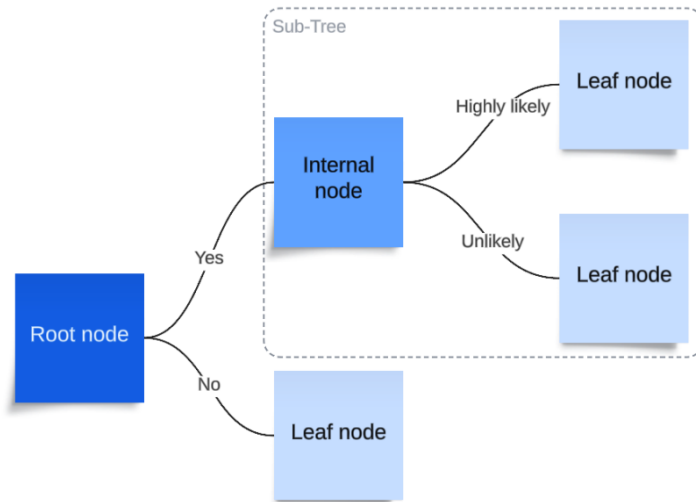 Sub-Tree
Leaf node
Highly likely
Internal
node
Unlikely
Leaf node
Yes
Root node
No
Leaf node